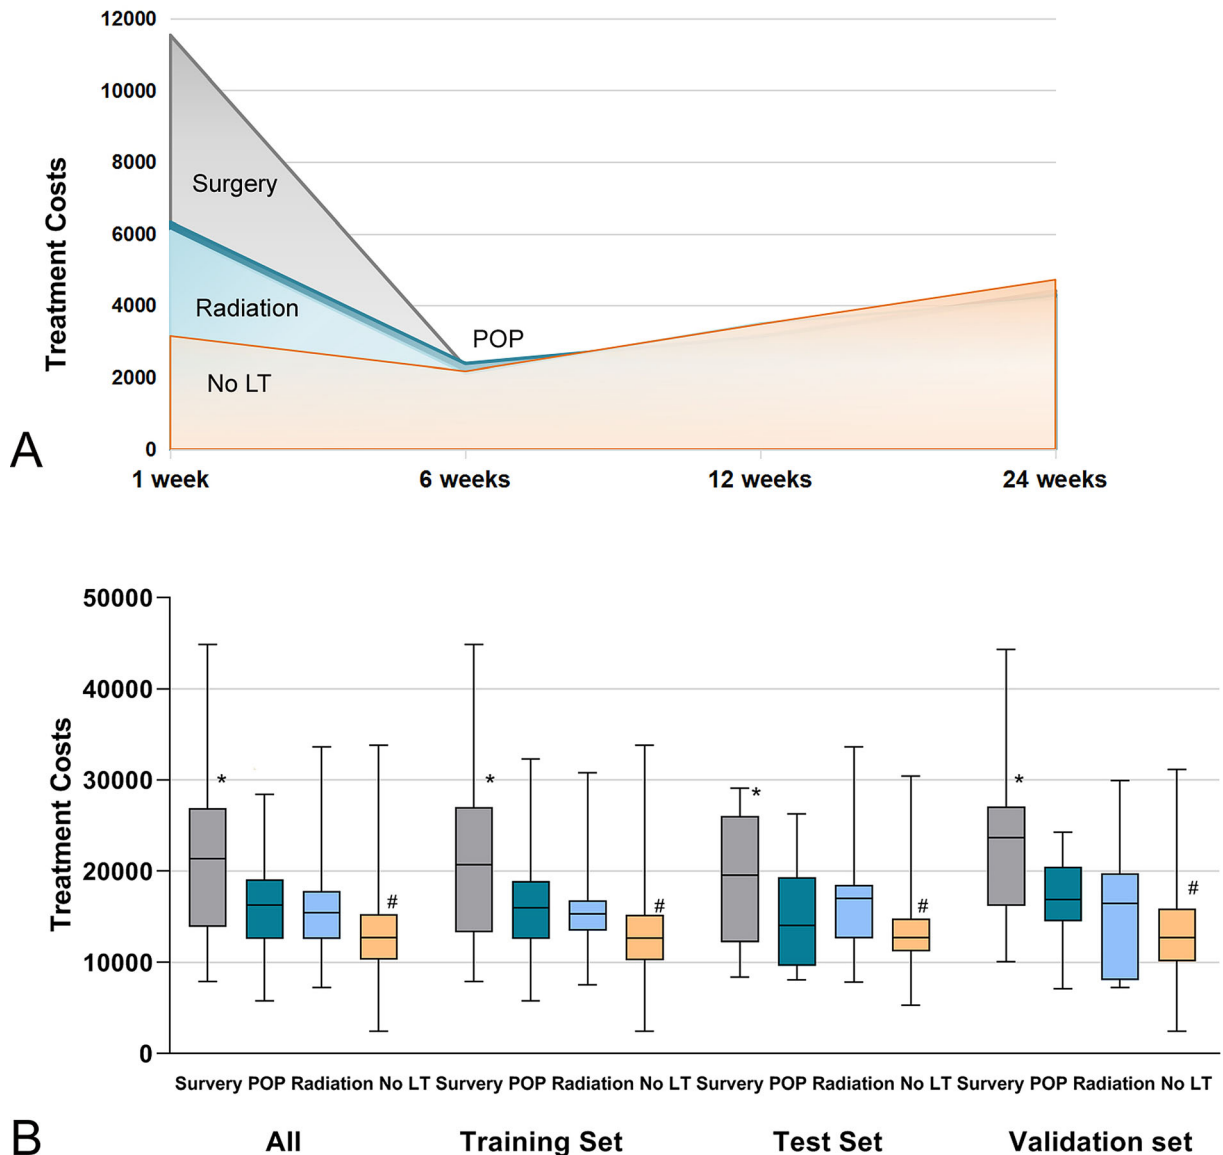 12000
10000
8000
6000
4000
2000
0
Treatment Costs
Surgery
Radiation
POP
No LT
A
1 week 6 weeks 12 weeks 24 weeks
50000
40000
30000
20000
10000
0
Treatment Costs
* * * *
# # # #
Survery POP Radiation No LT Survery POP Radiation No LT Survery POP Radiation No LT Survery POP Radiation No LT
B
All Training Set Test Set Validation set